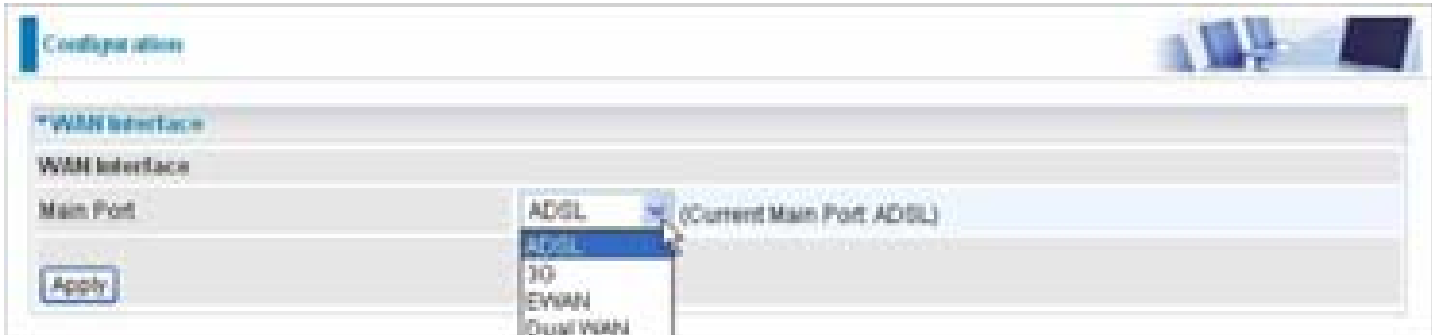 Configuration
WAN Interface
WAN Interface
Main Port ADSL (Current Main Port: ADSL)
ADSL
3G
EWAN
Dual WAN
Apply